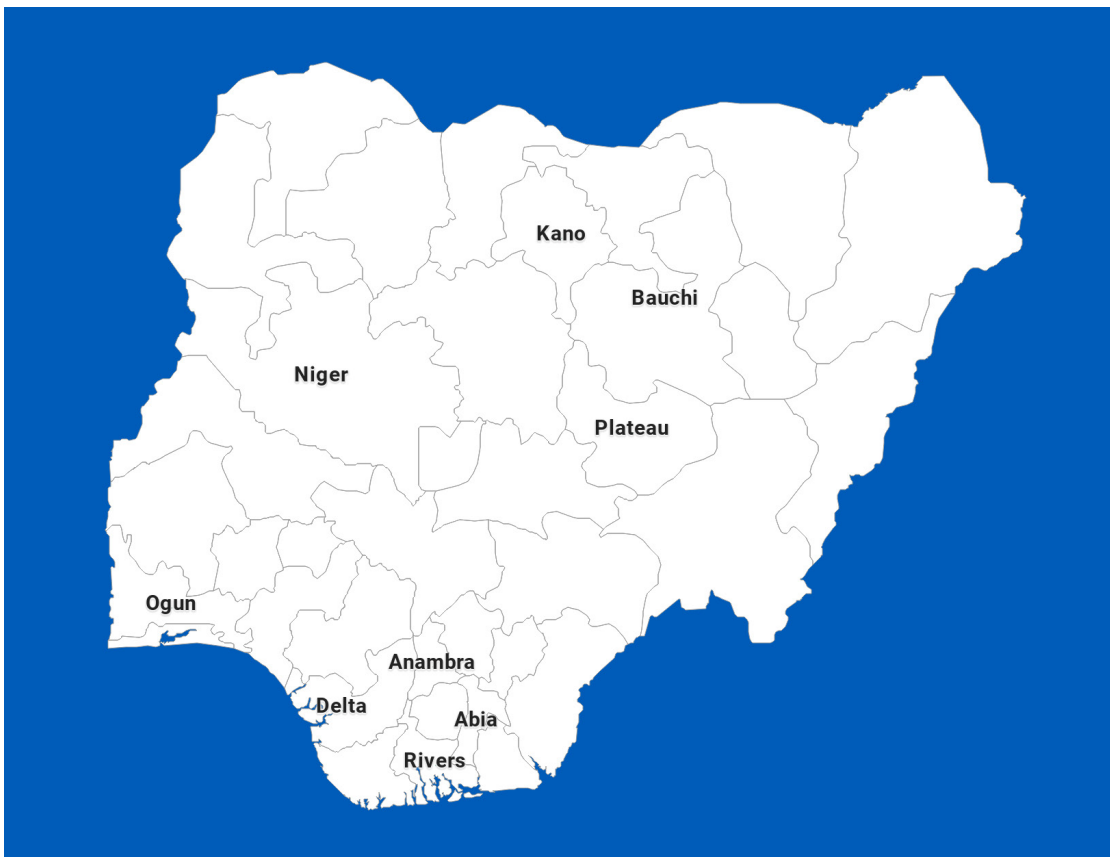 Kano
Bauchi
Niger
Plateau
Ogun
Anambra
Delta
Abia
Rivers